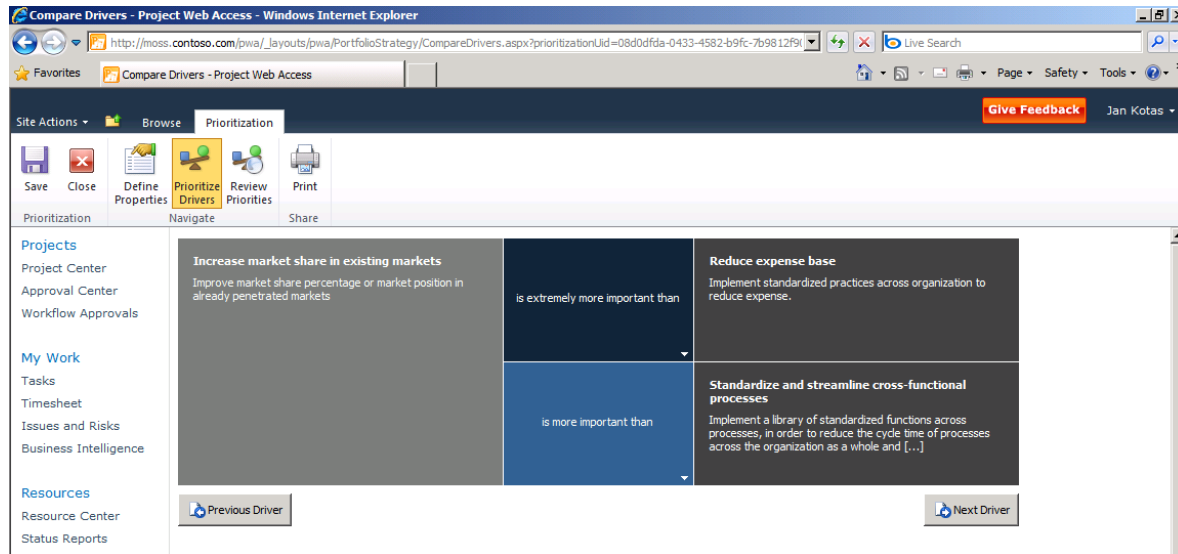 Compare Drivers - Project Web Access - Windows Internet Explorer
http://moss.contoso.com/pwa/_layouts/pwa/PortfolioStrategy/CompareDrivers.aspx?prioritizationUid=08d0dfda-0433-4582-b9fc-7b9812f9(
Live Search
Favorites
Compare Drivers - Project Web Access
Page
Safety
Tools
Give Feedback
Jan Kotas
Site Actions
Browse
Prioritization
Save
Close
Define Properties
Prioritize Drivers
Review Priorities
Print
Prioritization
Navigate
Share
Projects
Project Center
Approval Center
Workflow Approvals
My Work
Tasks
Timesheet
Issues and Risks
Business Intelligence
Resources
Resource Center
Status Reports
Increase market share in existing markets
Improve market share percentage or market position in
already penetrated markets
is extremely more important than
Reduce expense base
Implement standardized practices across organization to
reduce expense.
is more important than
Standardize and streamline cross-functional
processes
Implement a library of standardized functions across
processes, in order to reduce the cycle time of processes
across the organization as a whole and [...]
Previous Driver
Next Driver